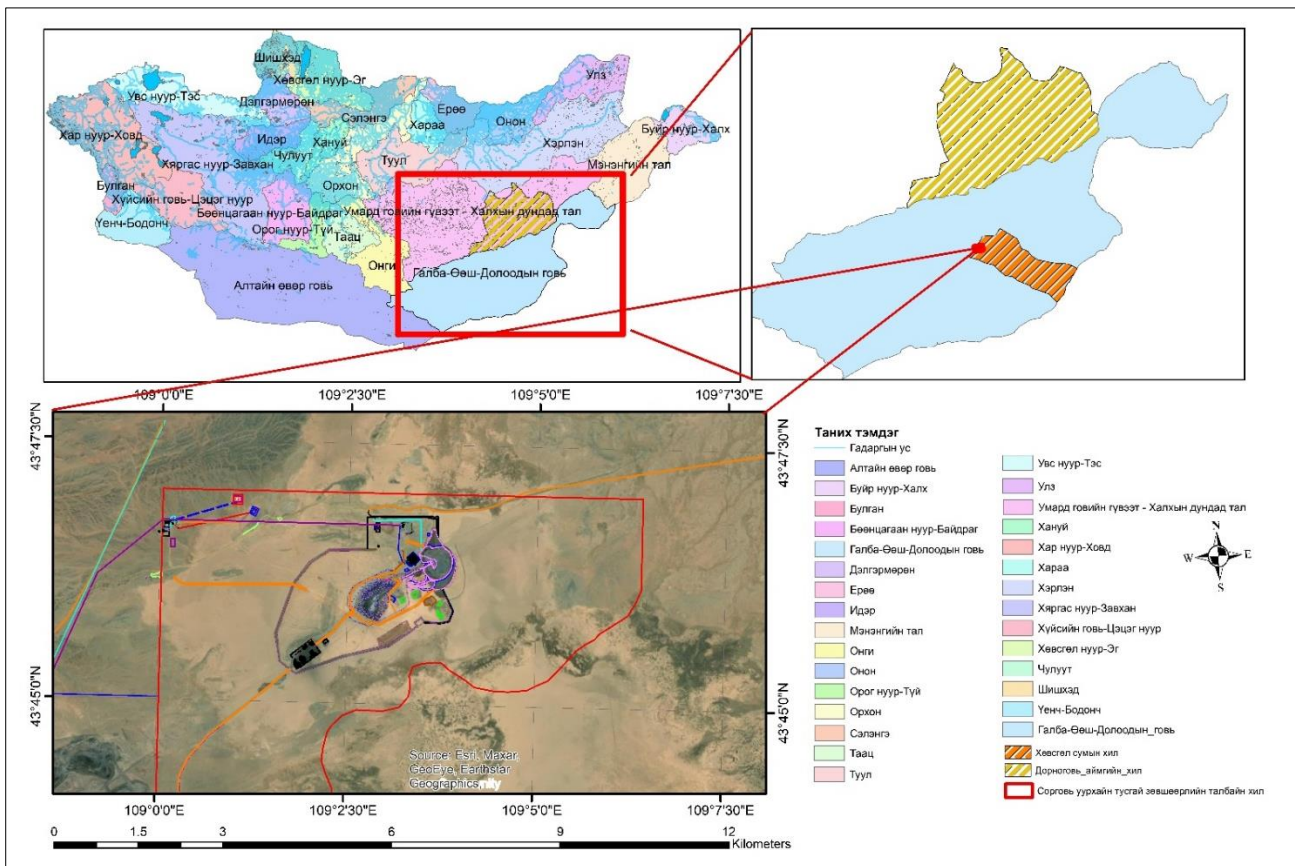 Шишхэд
Хөвсгөл нуур-Эг
Увс нуур-Тэс
Дэлгэрмөрөн
Улз
Ерөө
Сэлэнгэ
Хараа
Онон
Буйр нуур-Халх
Хар нуур-Ховд
Идэр
Хануй
Хэрлэн
Чулуут
Туул
Мэнэнгийн тал
Хяргас нуур-Завхан
Булган
Орхон
Хүйсийн говь-Цэцэг нуур
Бөөнцагаан нуур-Байдраг
Умард говийн гүвээт - Халхын дундад тал
Үенч-Бодонч
Орог нуур-Түй
Таац
Онги
Галба-Өөш-Долоодын говь
Алтайн өвөр говь
109°0'0"E 109°2'30"E 109°5'0"E 109°7'30"E
43°47'30"N
43°45'0"N
43°47'30"N
43°45'0"N
Source: Esri, Maxar,
GeoEye, Earthstar
Geographics,
109°0'0"E 109°2'30"E 109°5'0"E 109°7'30"E
0 1.5 3 6 9 12
Kilometers
Таних тэмдэг
Гадаргын ус
Алтайн өвөр говь
Буйр нуур-Халх
Булган
Бөөнцагаан нуур-Байдраг
Галба-Өөш-Долоодын говь
Дэлгэрмөрөн
Ерөө
Идэр
Мэнэнгийн тал
Онги
Онон
Орог нуур-Түй
Орхон
Сэлэнгэ
Таац
Туул
Увс нуур-Тэс
Улз
Умард говийн гүвээт - Халхын дундад тал
Хануй
Хар нуур-Ховд
Хараа
Хэрлэн
Хяргас нуур-Завхан
Хүйсийн говь-Цэцэг нуур
Хөвсгөл нуур-Эг
Чулуут
Шишхэд
Үенч-Бодонч
Галба-Өөш-Долоодын_говь
Хөвсгөл сумын хил
Дорноговь_аймгийн_хил
Сорговь уурхайн тусгай зөвшөөрлийн талбайн хил
N
W E
S